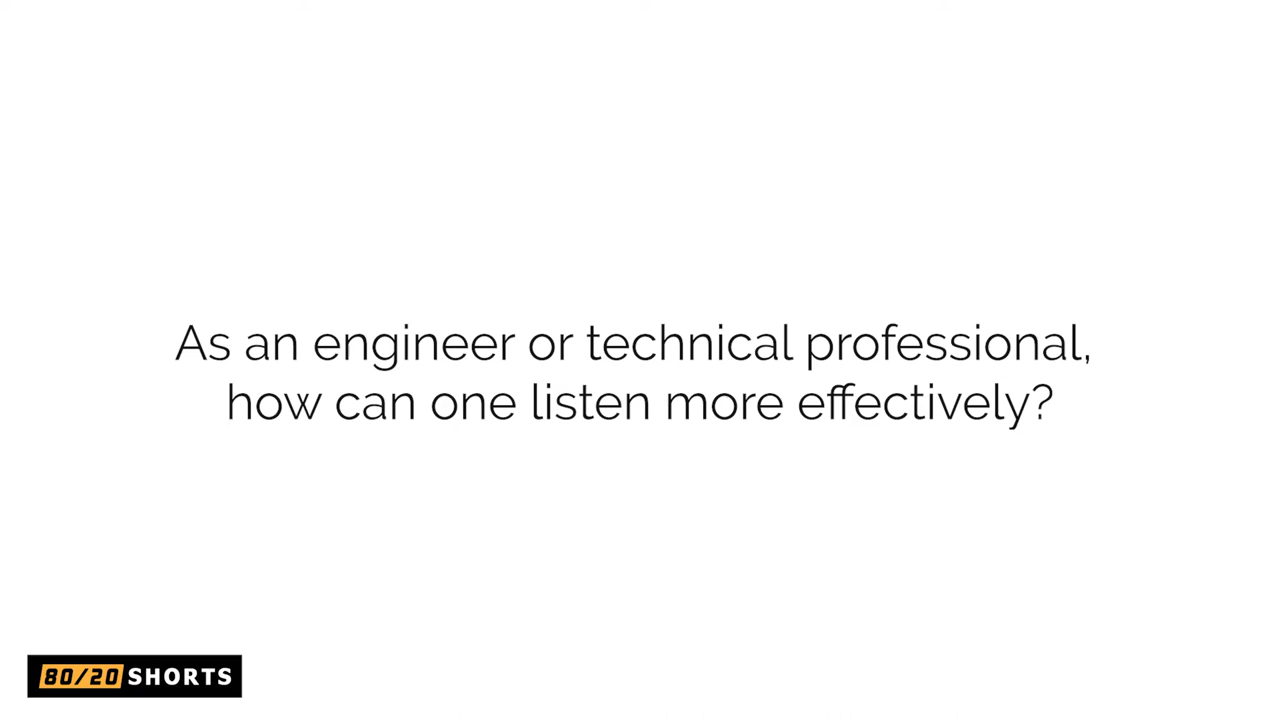 As an engineer or technical professional,
how can one listen more effectively?
80/20 SHORTS